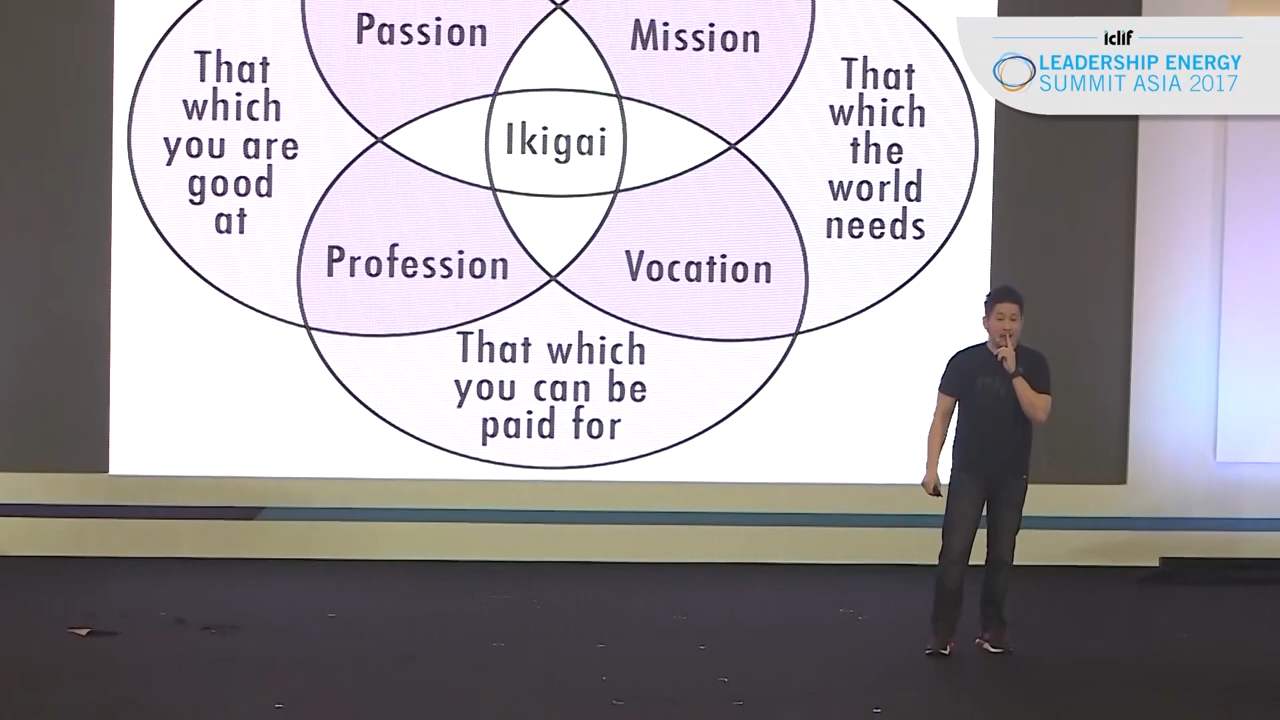 iclif
LEADERSHIP ENERGY
SUMMIT ASIA 2017
Passion
Mission
That
which
you are
good
at
Ikigai
That
which
the
world
needs
Profession
Vocation
That which
you can be
paid for